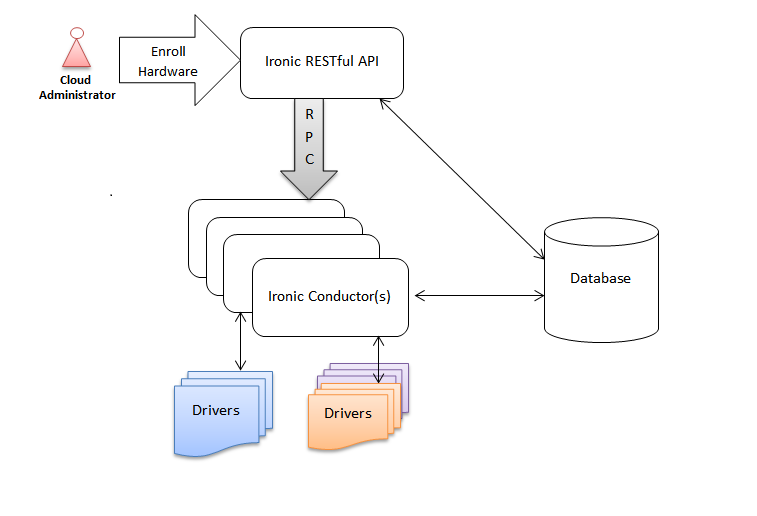 Enroll
Hardware
Ironic RESTful API
Cloud
Administrator
R
P
C
Database
Ironic Conductor(s)
Drivers
Drivers